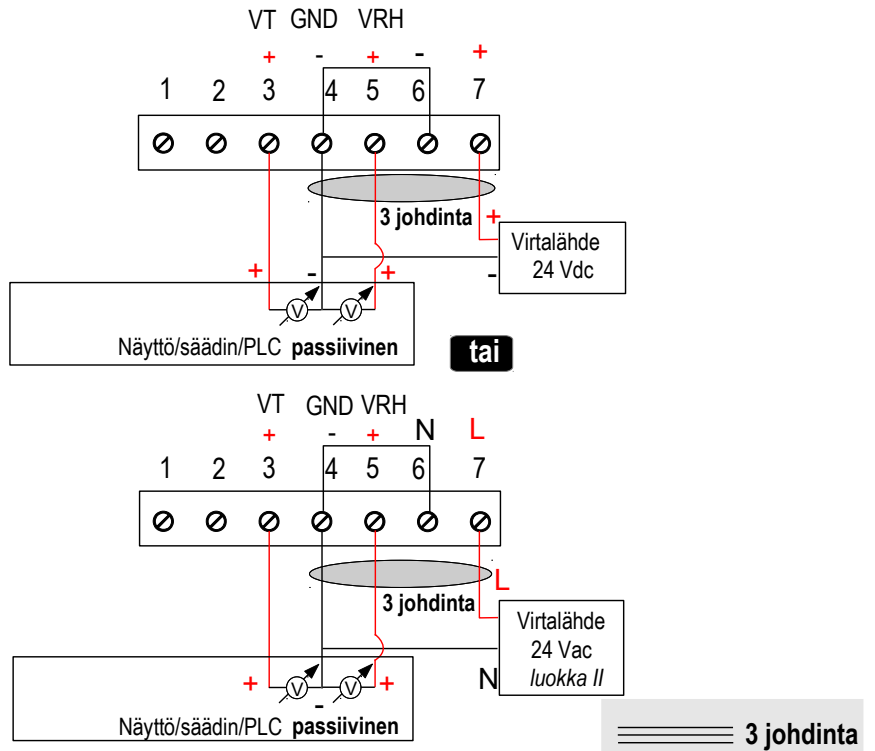 VT GND VRH
+ - + - +
1 2 3 4 5 6 7
3 johdinta
+
Virtalähde
24 Vdc
-
+ - +
V V
Näyttö/säädin/PLC passiivinen
tai
VT GND VRH
+ - + N L
1 2 3 4 5 6 7
L
3 johdinta
Virtalähde
24 Vac
luokka II
N
+ - +
V V
Näyttö/säädin/PLC passiivinen
3 johdinta